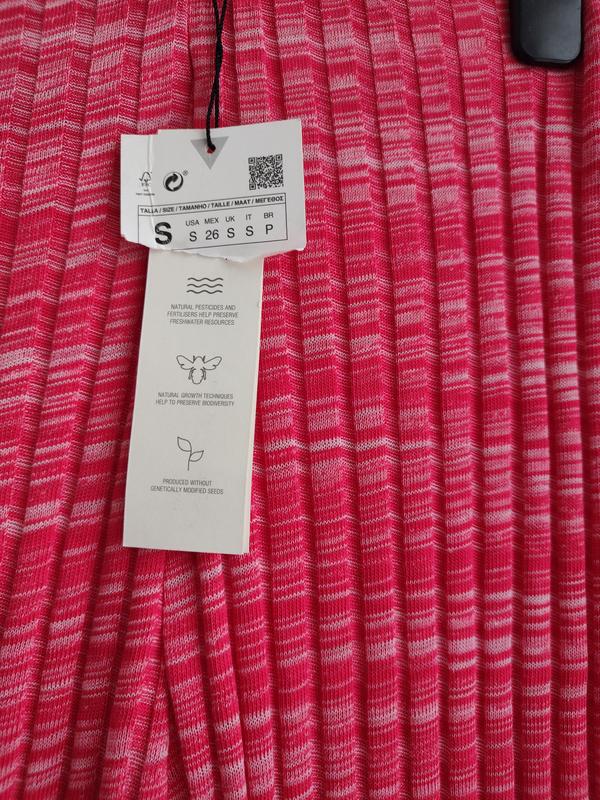 FSC
®
TALLA / SIZE / TAMANHO / TAILLE / MAAT / ΜΕΓΕΘΟΣ
S
USA MEX UK IT BR
S 26 S S P
NATURAL PESTICIDES AND
FERTILISERS HELP PRESERVE
FRESHWATER RESOURCES
NATURAL GROWTH TECHNIQUES
HELP TO PRESERVE BIODIVERSITY
PRODUCED WITHOUT
GENETICALLY MODIFIED SEEDS